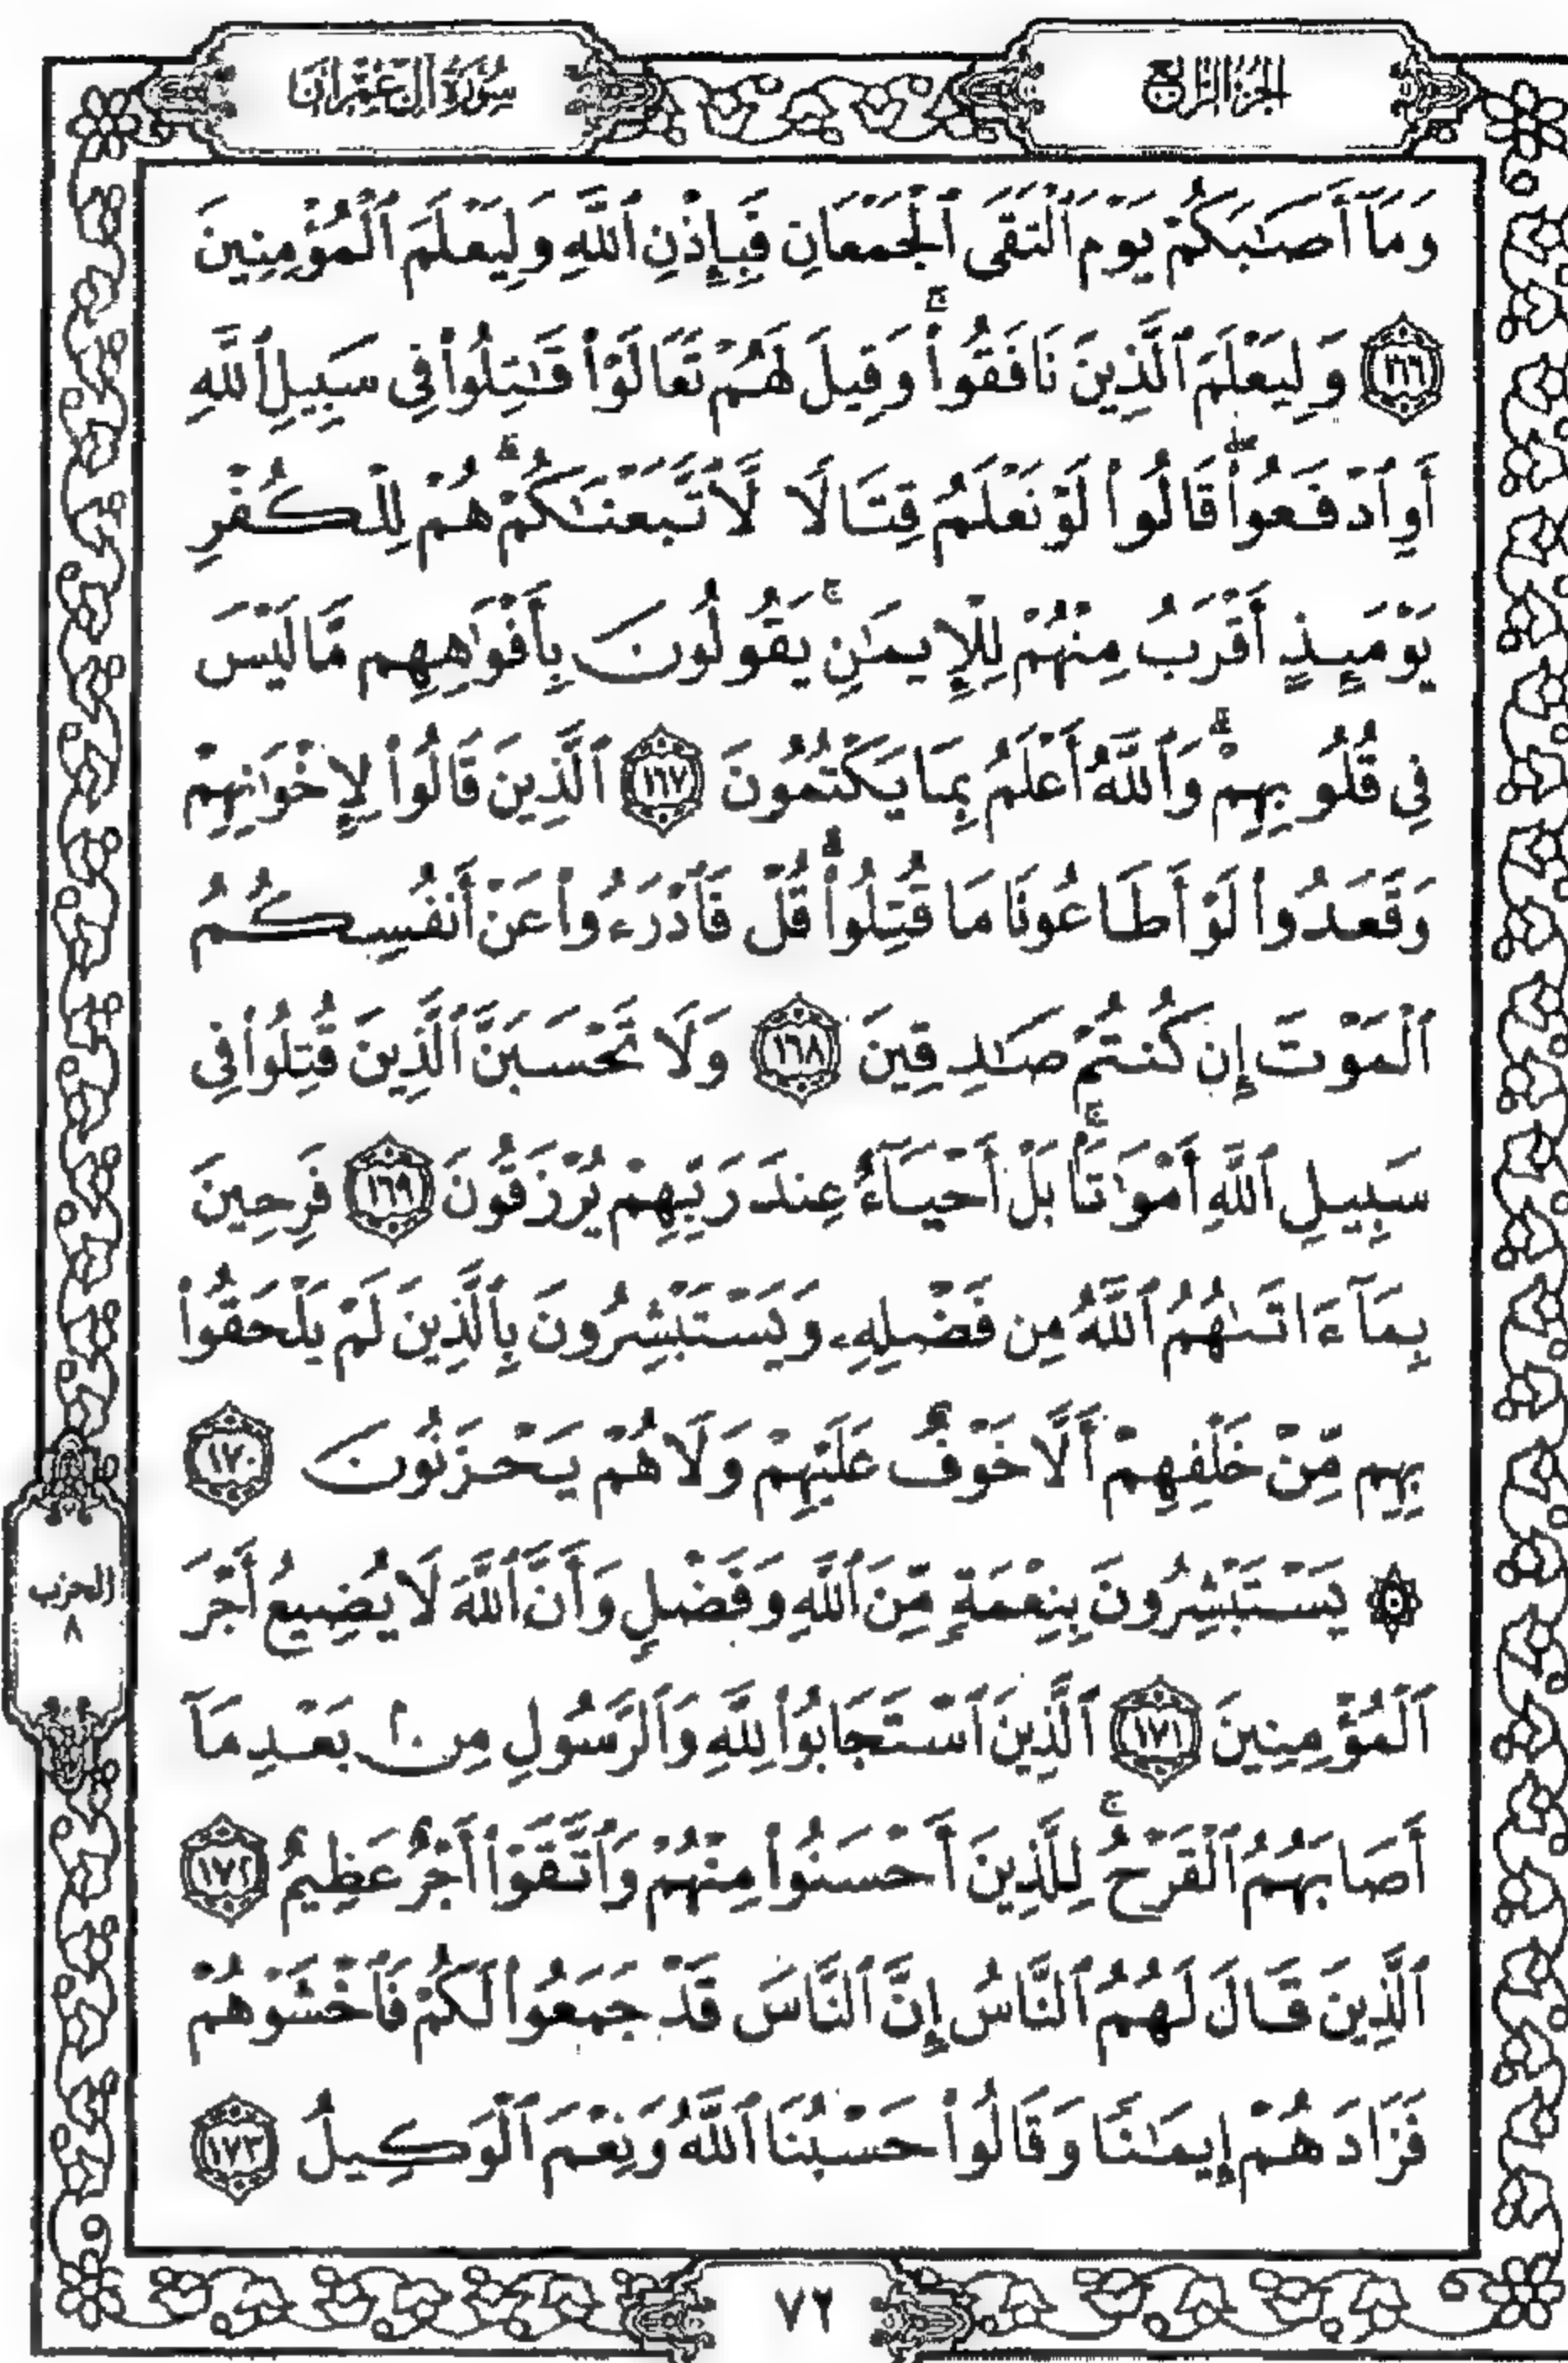 الجزء الرابع
سورة آل عمران
وَمَآ أَصَـٰبَكُمْ يَوْمَ ٱلْتَقَى ٱلْجَمْعَانِ فَبِإِذْنِ ٱللَّهِ وَلِيَعْلَمَ ٱلْمُؤْمِنِينَ
١٦٦ وَلِيَعْلَمَ ٱلَّذِينَ نَافَقُوا۟ ۚ وَقِيلَ لَهُمْ تَعَالَوْا۟ قَـٰتِلُوا۟ فِى سَبِيلِ ٱللَّهِ
أَوِ ٱدْفَعُوا۟ ۖ قَالُوا۟ لَوْ نَعْلَمُ قِتَالًا لَّٱتَّبَعْنَـٰكُمْ ۗ هُمْ لِلْكُفْرِ
يَوْمَئِذٍ أَقْرَبُ مِنْهُمْ لِلْإِيمَـٰنِ ۚ يَقُولُونَ بِأَفْوَٰهِهِم مَّا لَيْسَ
فِى قُلُوبِهِمْ ۗ وَٱللَّهُ أَعْلَمُ بِمَا يَكْتُمُونَ ١٦٧ ٱلَّذِينَ قَالُوا۟ لِإِخْوَٰنِهِمْ
وَقَعَدُوا۟ لَوْ أَطَاعُونَا مَا قُتِلُوا۟ ۗ قُلْ فَٱدْرَءُوا۟ عَنْ أَنفُسِكُمُ
ٱلْمَوْتَ إِن كُنتُمْ صَـٰدِقِينَ ١٦٨ وَلَا تَحْسَبَنَّ ٱلَّذِينَ قُتِلُوا۟ فِى
سَبِيلِ ٱللَّهِ أَمْوَٰتًۢا ۚ بَلْ أَحْيَآءٌ عِندَ رَبِّهِمْ يُرْزَقُونَ ١٦٩ فَرِحِينَ
بِمَآ ءَاتَىٰهُمُ ٱللَّهُ مِن فَضْلِهِۦ وَيَسْتَبْشِرُونَ بِٱلَّذِينَ لَمْ يَلْحَقُوا۟
بِهِم مِّنْ خَلْفِهِمْ أَلَّا خَوْفٌ عَلَيْهِمْ وَلَا هُمْ يَحْزَنُونَ ١٧٠
۞ يَسْتَبْشِرُونَ بِنِعْمَةٍ مِّنَ ٱللَّهِ وَفَضْلٍ وَأَنَّ ٱللَّهَ لَا يُضِيعُ أَجْرَ
ٱلْمُؤْمِنِينَ ١٧١ ٱلَّذِينَ ٱسْتَجَابُوا۟ لِلَّهِ وَٱلرَّسُولِ مِنۢ بَعْدِ مَآ
أَصَابَهُمُ ٱلْقَرْحُ ۚ لِلَّذِينَ أَحْسَنُوا۟ مِنْهُمْ وَٱتَّقَوْا۟ أَجْرٌ عَظِيمٌ ١٧٢
ٱلَّذِينَ قَالَ لَهُمُ ٱلنَّاسُ إِنَّ ٱلنَّاسَ قَدْ جَمَعُوا۟ لَكُمْ فَٱخْشَوْهُمْ
فَزَادَهُمْ إِيمَـٰنًا وَقَالُوا۟ حَسْبُنَا ٱللَّهُ وَنِعْمَ ٱلْوَكِيلُ ١٧٣
الحزب
٨
٧٢